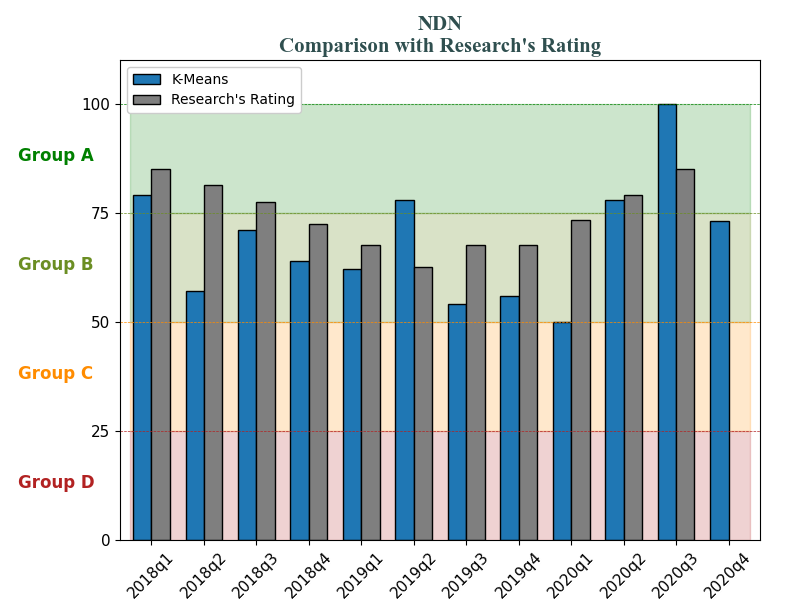 NDN
Comparison with Research's Rating
K-Means
Research's Rating
100
Group A
75
Group B
50
Group C
25
Group D
0
2018q1
2018q2
2018q3
2018q4
2019q1
2019q2
2019q3
2019q4
2020q1
2020q2
2020q3
2020q4